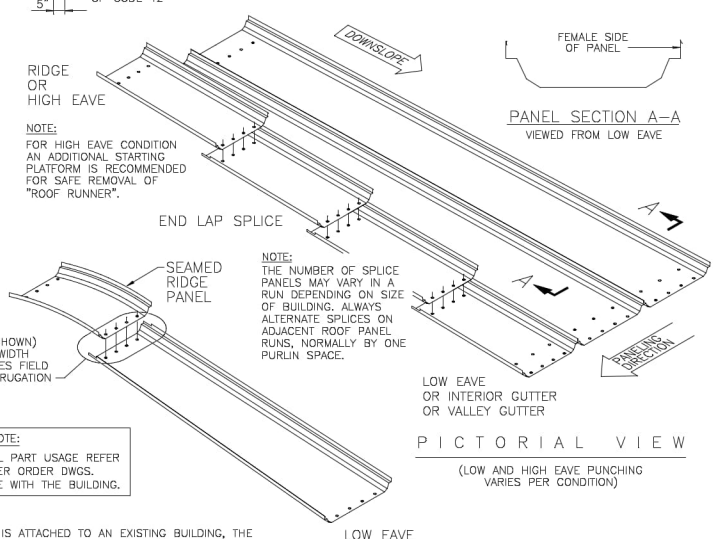 5"
OF CODE 12
DOWNSLOPE
FEMALE SIDE
OF PANEL
RIDGE
OR
HIGH EAVE
PANEL SECTION A-A
VIEWED FROM LOW EAVE
NOTE:
FOR HIGH EAVE CONDITION
AN ADDITIONAL STARTING
PLATFORM IS RECOMMENDED
FOR SAFE REMOVAL OF
"ROOF RUNNER".
A
END LAP SPLICE
NOTE:
THE NUMBER OF SPLICE
PANELS MAY VARY IN A
RUN DEPENDING ON SIZE
OF BUILDING. ALWAYS
ALTERNATE SPLICES ON
ADJACENT ROOF PANEL
RUNS, NORMALLY BY ONE
PURLIN SPACE.
A
SEAMED
RIDGE
PANEL
HOWN)
WIDTH
ES FIELD
RUGATION
PANELING
DIRECTION
LOW EAVE
OR INTERIOR GUTTER
OR VALLEY GUTTER
PICTORIAL VIEW
(LOW AND HIGH EAVE PUNCHING
VARIES PER CONDITION)
OTE:
L PART USAGE REFER
ER ORDER DWGS.
E WITH THE BUILDING.
IS ATTACHED TO AN EXISTING BUILDING, THE
LOW EAVE